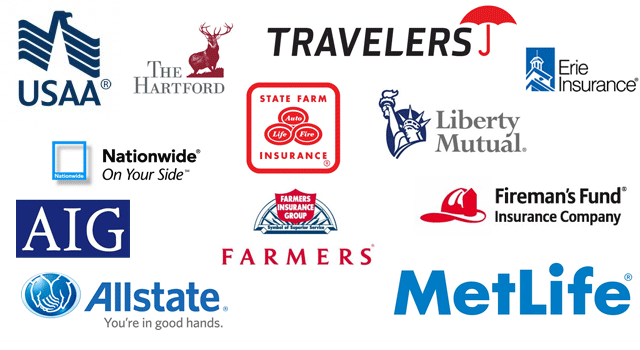 USAA®
THE
HARTFORD
TRAVELERS
Erie
Insurance®
STATE FARM
Auto
Life Fire
INSURANCE
®
Liberty
Mutual®
Nationwide
Nationwide®
On Your Side℠
AIG
FARMERS
INSURANCE
GROUP
Symbol of Superior Service
FARMERS®
Fireman's Fund®
Insurance Company
Allstate®
You're in good hands.
MetLife®